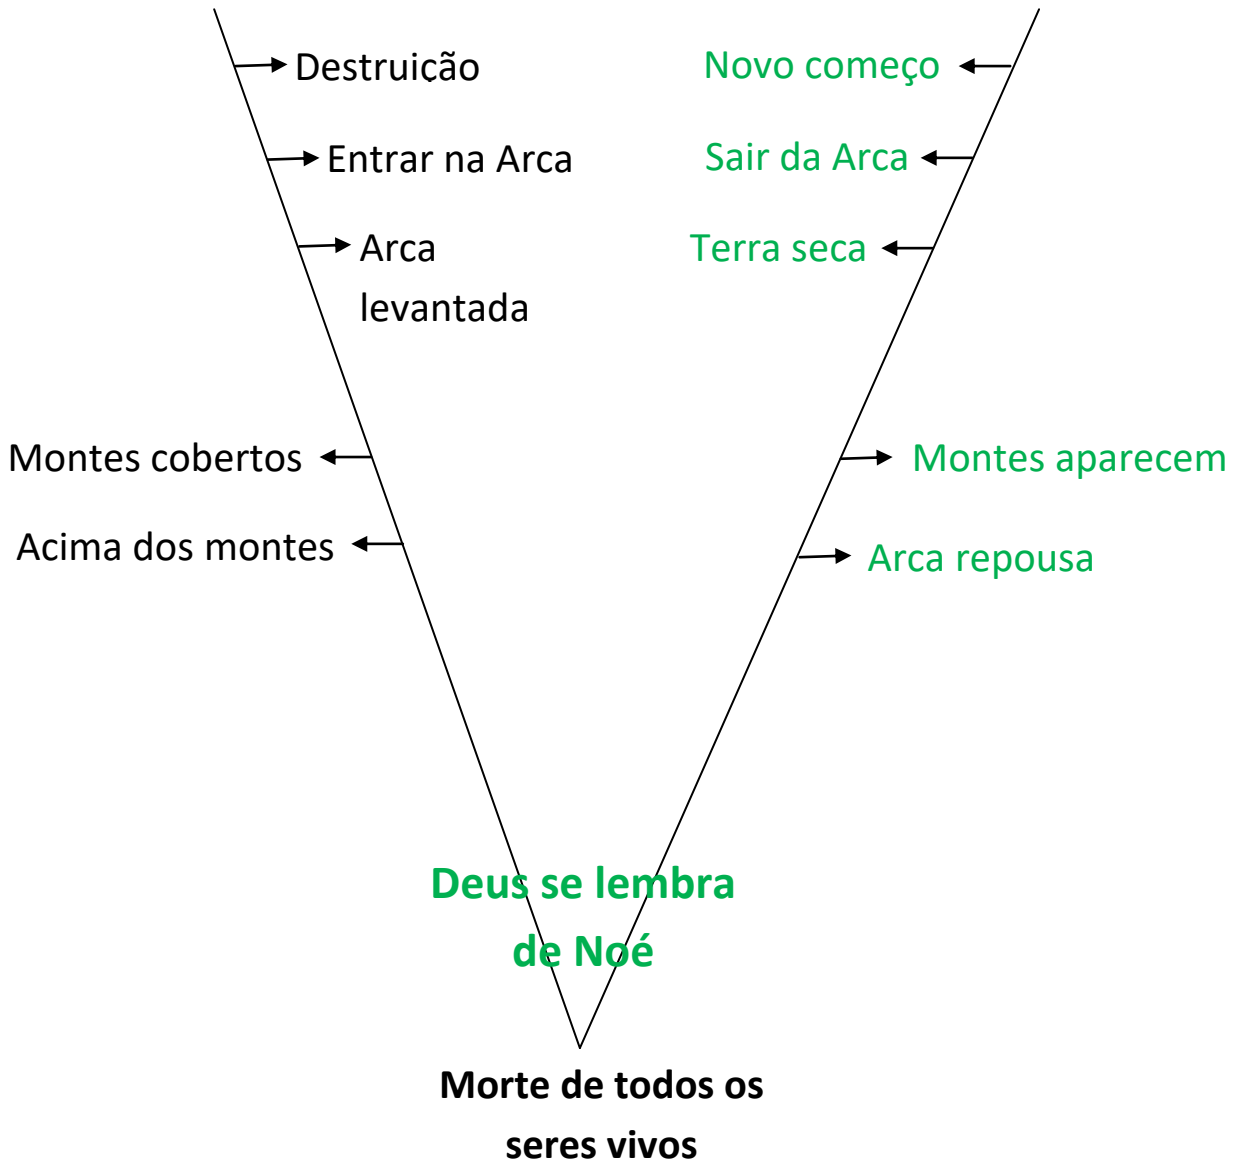 Destruição
Novo começo
Entrar na Arca
Sair da Arca
Arca
levantada
Terra seca
Montes cobertos
Montes aparecem
Acima dos montes
Arca repousa
Deus se lembra
de Noé
Morte de todos os
seres vivos